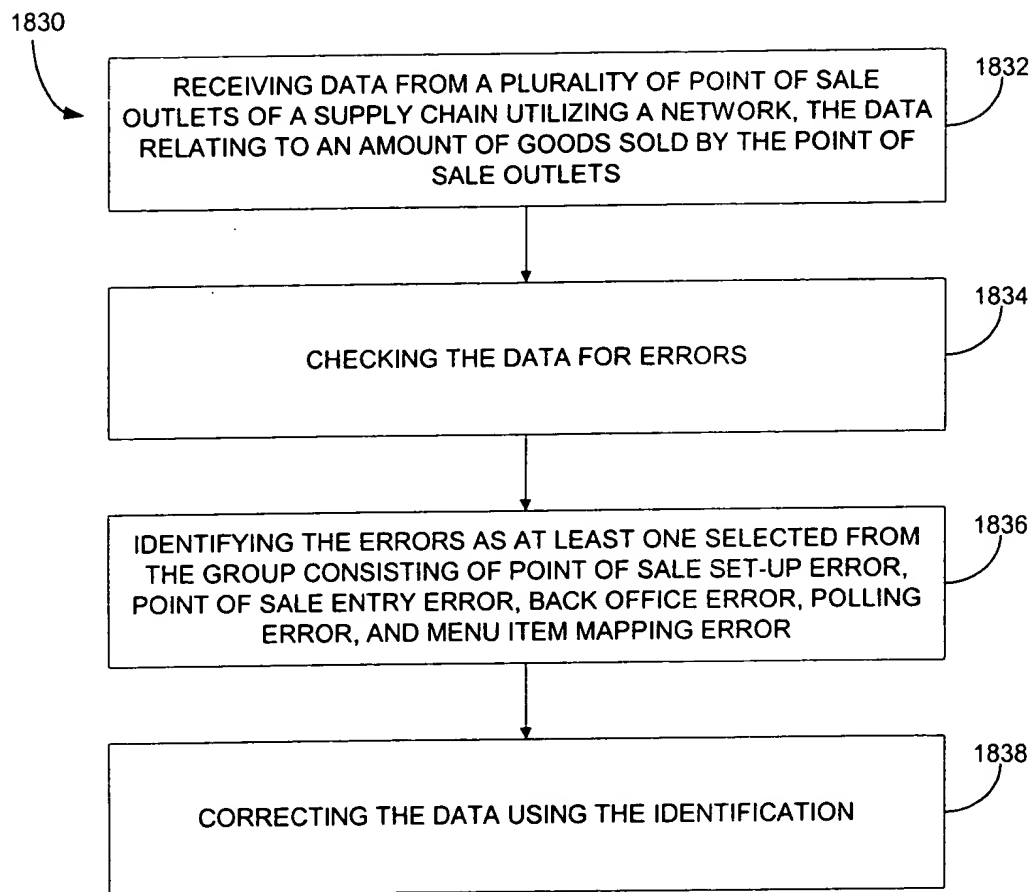 1830
RECEIVING DATA FROM A PLURALITY OF POINT OF SALE
OUTLETS OF A SUPPLY CHAIN UTILIZING A NETWORK, THE DATA
RELATING TO AN AMOUNT OF GOODS SOLD BY THE POINT OF
SALE OUTLETS
1832
CHECKING THE DATA FOR ERRORS
1834
IDENTIFYING THE ERRORS AS AT LEAST ONE SELECTED FROM
THE GROUP CONSISTING OF POINT OF SALE SET-UP ERROR,
POINT OF SALE ENTRY ERROR, BACK OFFICE ERROR, POLLING
ERROR, AND MENU ITEM MAPPING ERROR
1836
CORRECTING THE DATA USING THE IDENTIFICATION
1838